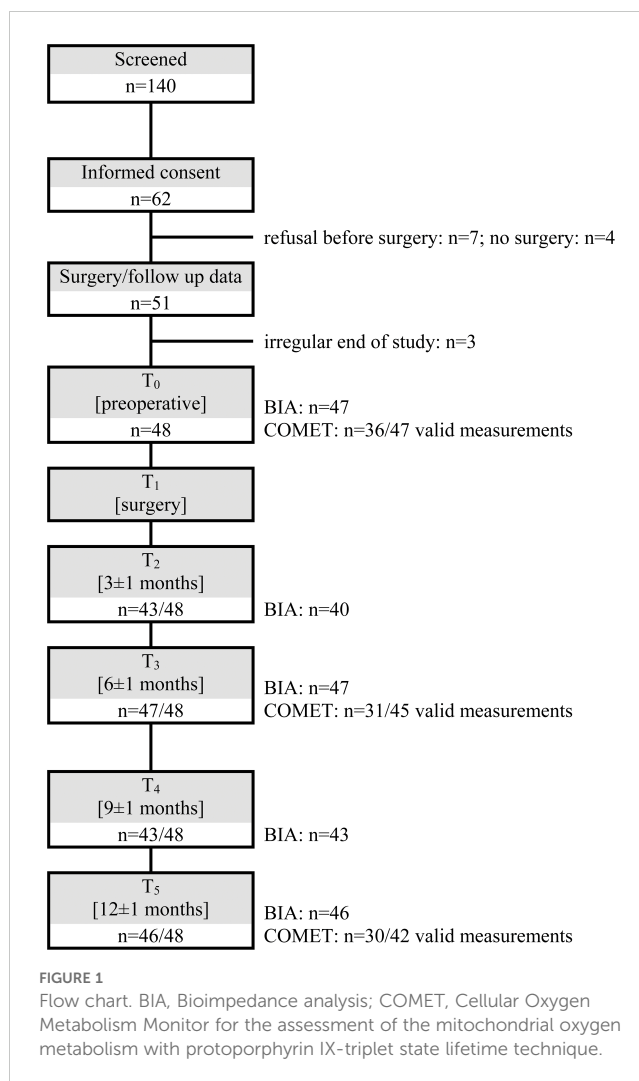 Screened
n=140
Informed consent
n=62
refusal before surgery: n=7; no surgery: n=4
Surgery/follow up data
n=51
irregular end of study: n=3
T₀
[preoperative]
n=48
BIA: n=47
COMET: n=36/47 valid measurements
T₁
[surgery]
T₂
[3±1 months]
n=43/48
BIA: n=40
T₃
[6±1 months]
n=47/48
BIA: n=47
COMET: n=31/45 valid measurements
T₄
[9±1 months]
n=43/48
BIA: n=43
T₅
[12±1 months]
n=46/48
BIA: n=46
COMET: n=30/42 valid measurements
FIGURE 1
Flow chart. BIA, Bioimpedance analysis; COMET, Cellular Oxygen
Metabolism Monitor for the assessment of the mitochondrial oxygen
metabolism with protoporphyrin IX-triplet state lifetime technique.